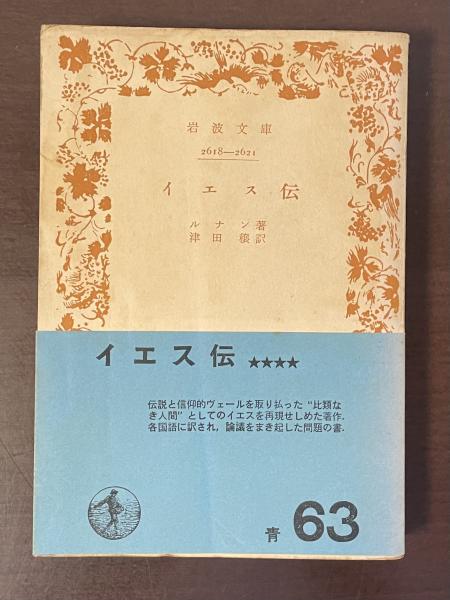 岩波文庫
2618—2621
イエス伝
ルナン著
津田穣訳
イエス伝 ★★★★
伝説と信仰的ヴェールを取り払った“比類な
き人間”としてのイエスを再現せしめた著作.
各国語に訳され,論議をまき起した問題の書.
青 63